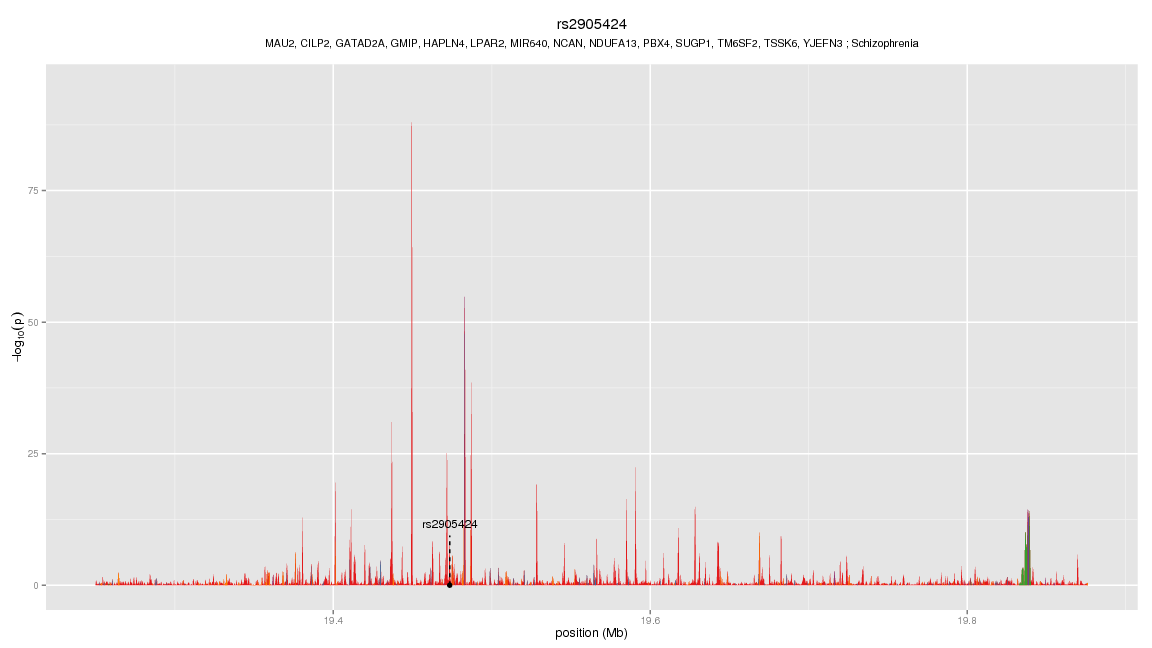 rs2905424
MAU2, CILP2, GATAD2A, GMIP, HAPLN4, LPAR2, MIR640, NCAN, NDUFA13, PBX4, SUGP1, TM6SF2, TSSK6, YJEFN3 ; Schizophrenia
75
50
25
0
−log10(p)
rs2905424
19.4
19.6
19.8
position (Mb)